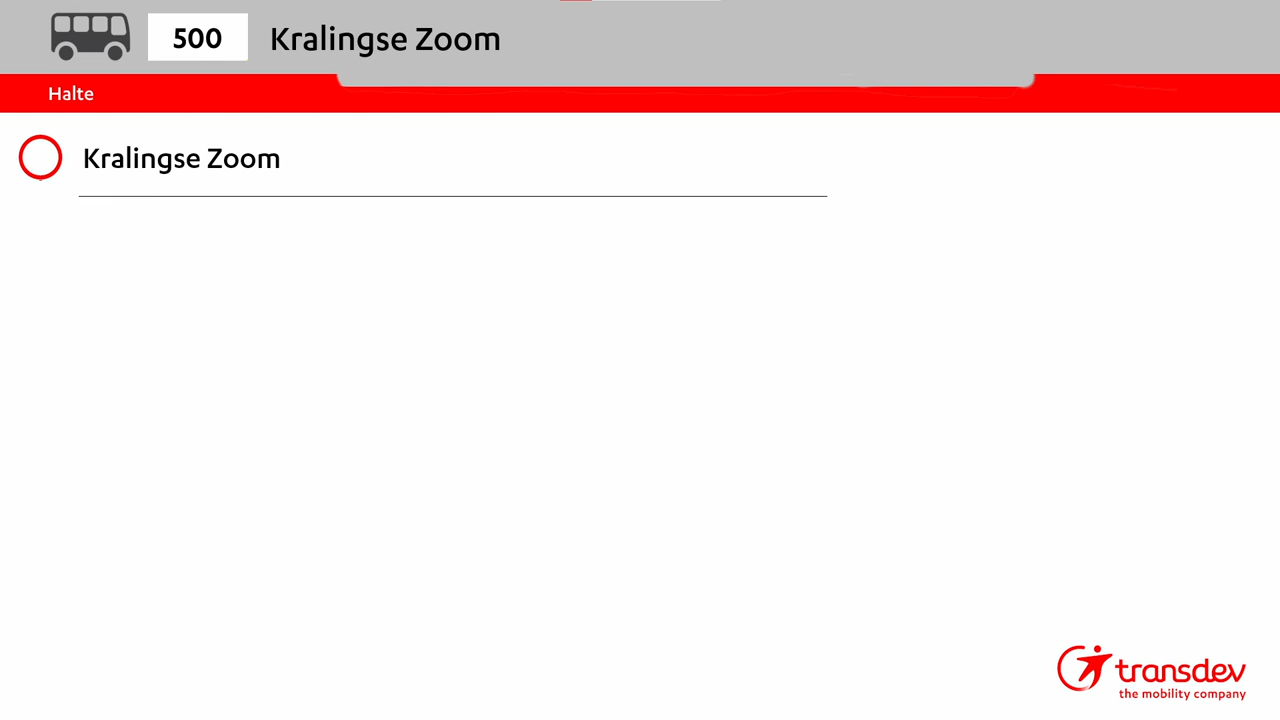 500 Kralingse Zoom
Halte
Kralingse Zoom
transdev
the mobility company